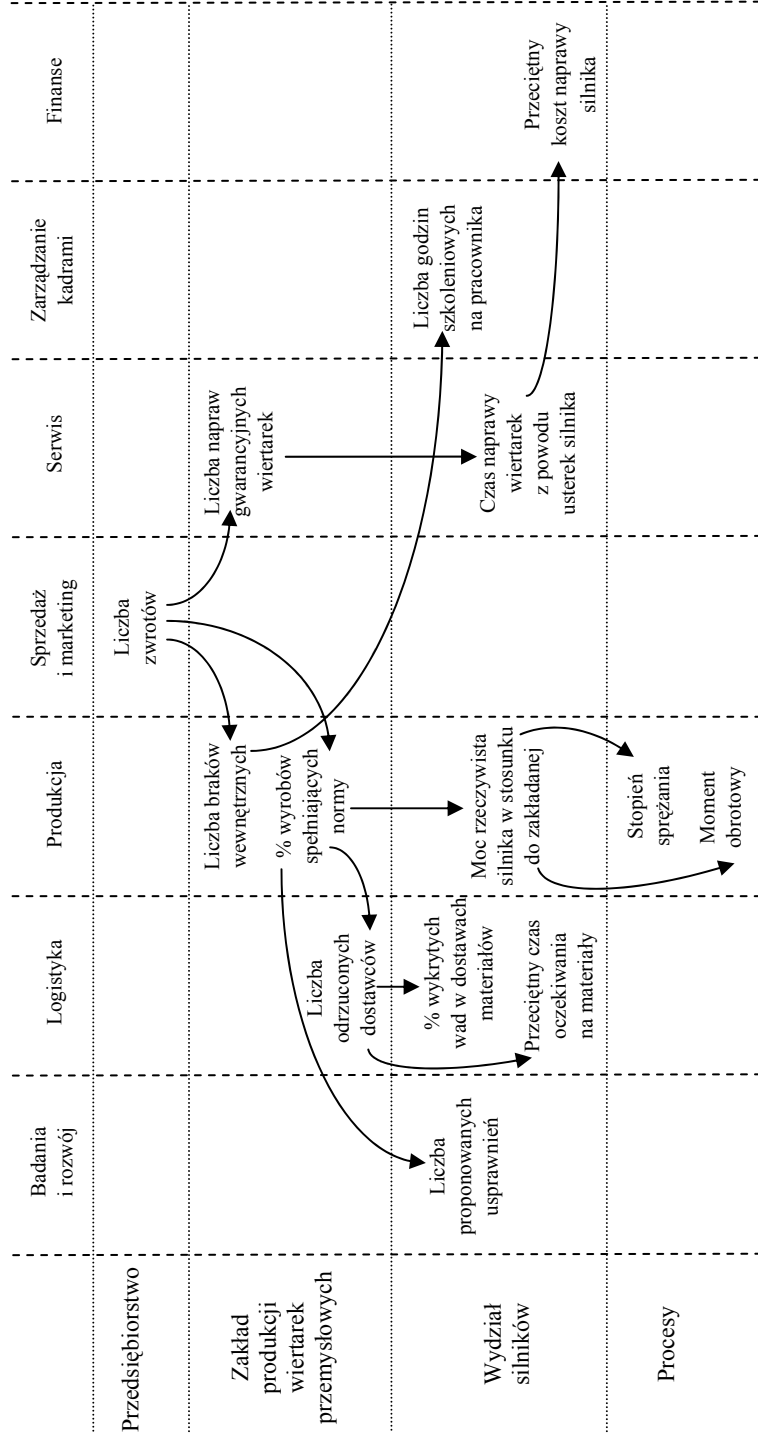 Badania
i rozwój
Logistyka
Produkcja
Sprzedaż
i marketing
Serwis
Zarządzanie
kadrami
Finanse
Przedsiębiorstwo
Liczba
zwrotów
Zakład
produkcji
wiertarek
przemysłowych
Liczba
odrzuconych
dostawców
Liczba braków
wewnętrznych
% wyrobów
spełniających
normy
Liczba napraw
gwarancyjnych
wiertarek
Wydział
silników
Liczba
proponowanych
usprawnień
% wykrytych
wad w dostawach
materiałów
Przeciętny czas
oczekiwania
na materiały
Moc rzeczywista
silnika w stosunku
do zakładanej
Czas naprawy
wiertarek
z powodu
usterek silnika
Liczba godzin
szkoleniowych
na pracownika
Przeciętny
koszt naprawy
silnika
Procesy
Stopień
sprężania
Moment
obrotowy